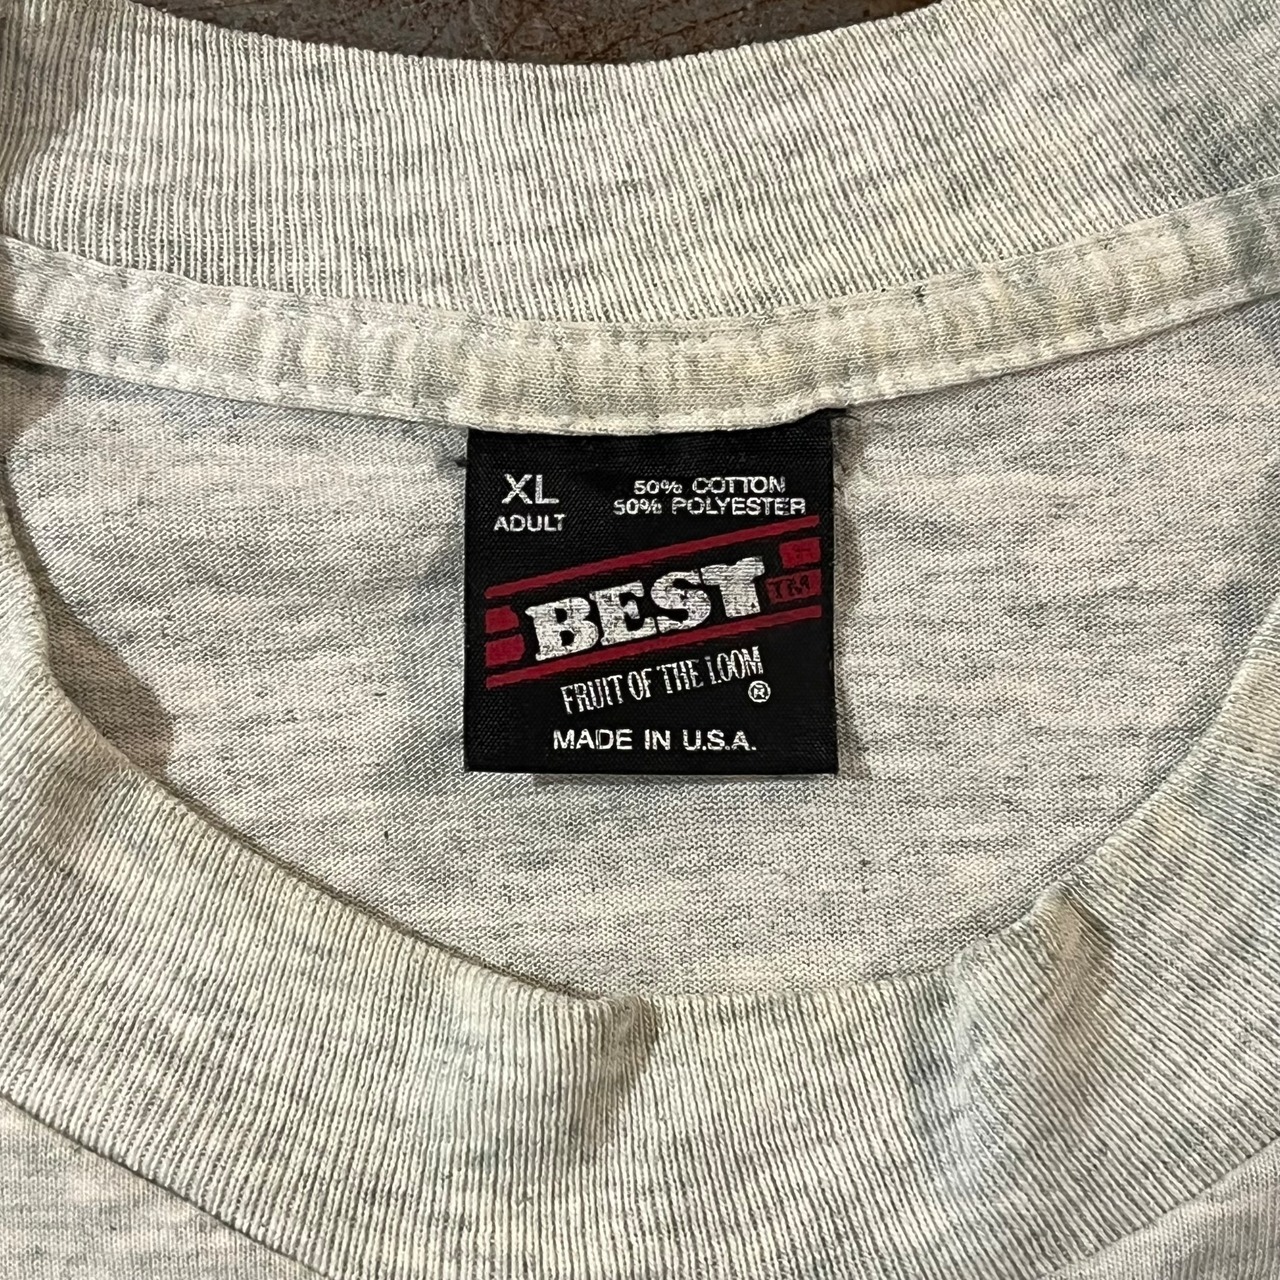 XL
ADULT
50% COTTON
50% POLYESTER
BEST TM
FRUIT OF THE LOOM ®
MADE IN U.S.A.